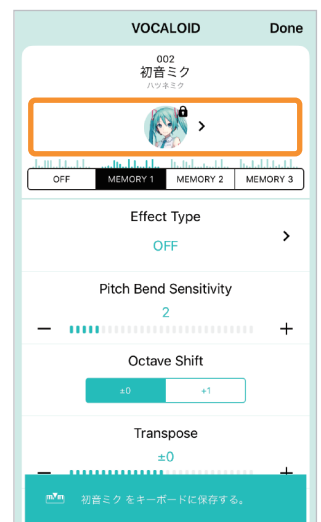 VOCALOID Done
002
初音ミク
ハツネミク
OFF MEMORY 1 MEMORY 2 MEMORY 3
Effect Type
OFF
Pitch Bend Sensitivity
2
Octave Shift
±0 +1
Transpose
±0
初音ミク をキーボードに保存する。